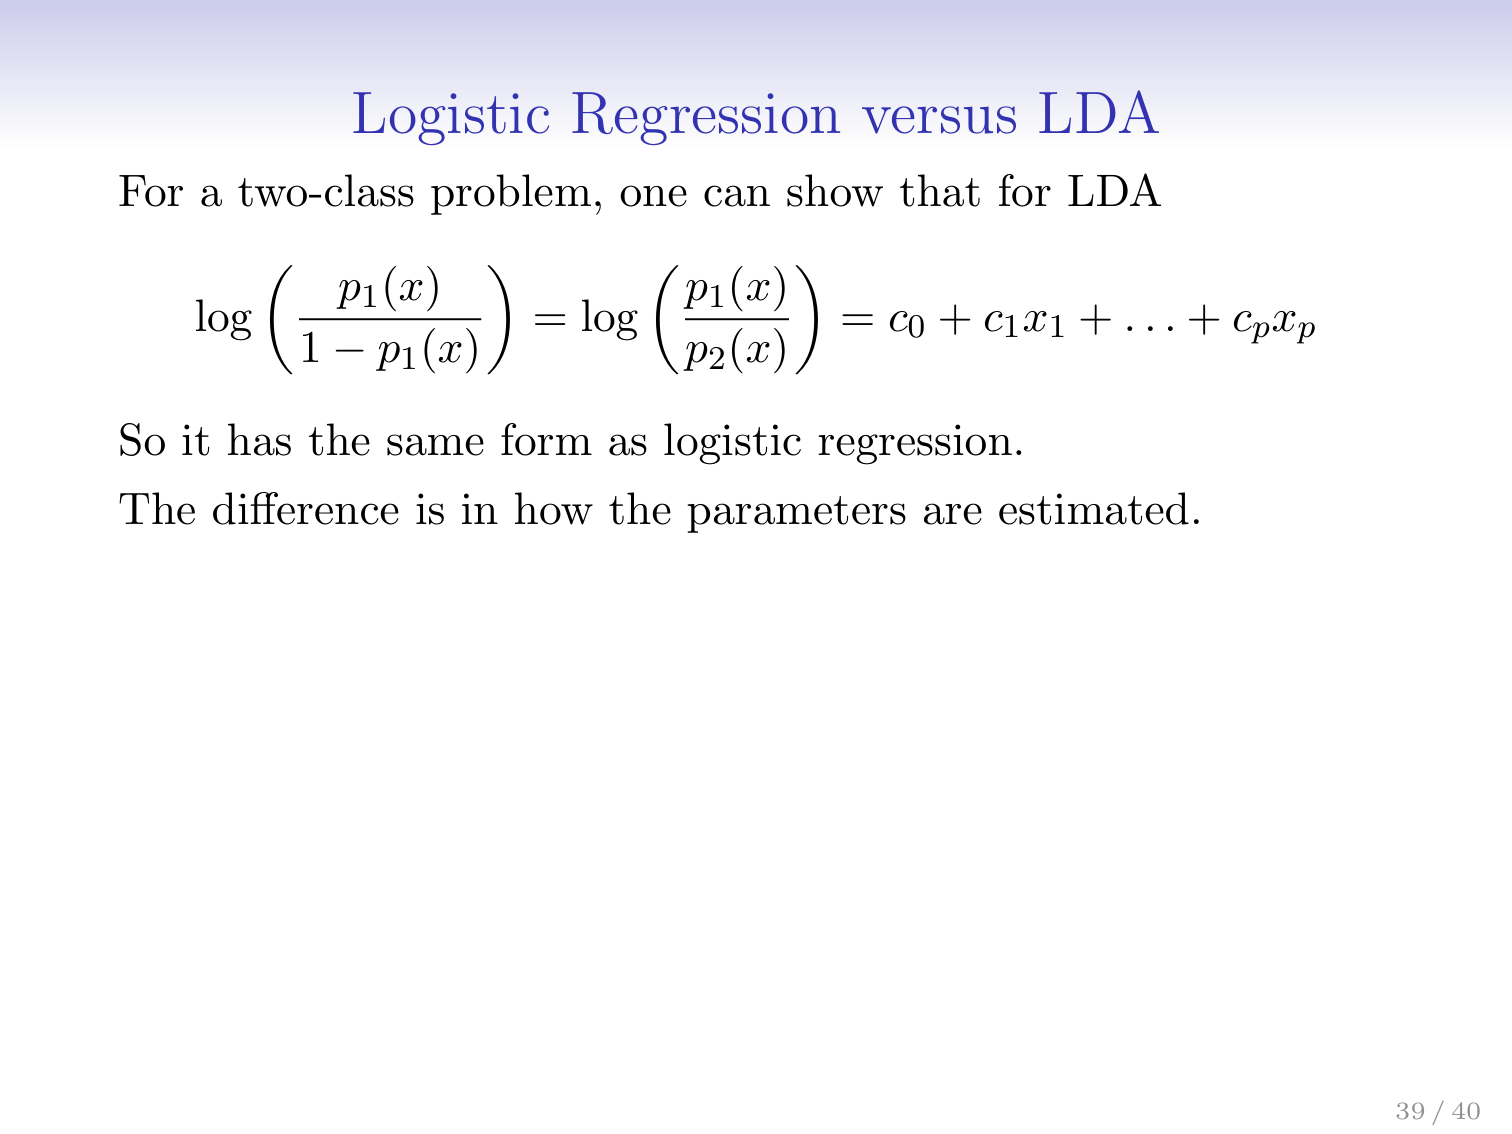 Logistic Regression versus LDA
For a two-class problem, one can show that for LDA
log ( p₁(x) / (1 − p₁(x)) ) = log ( p₁(x) / p₂(x) ) = c₀ + c₁x₁ + . . . + cₚxₚ
So it has the same form as logistic regression.
The difference is in how the parameters are estimated.
39 / 40